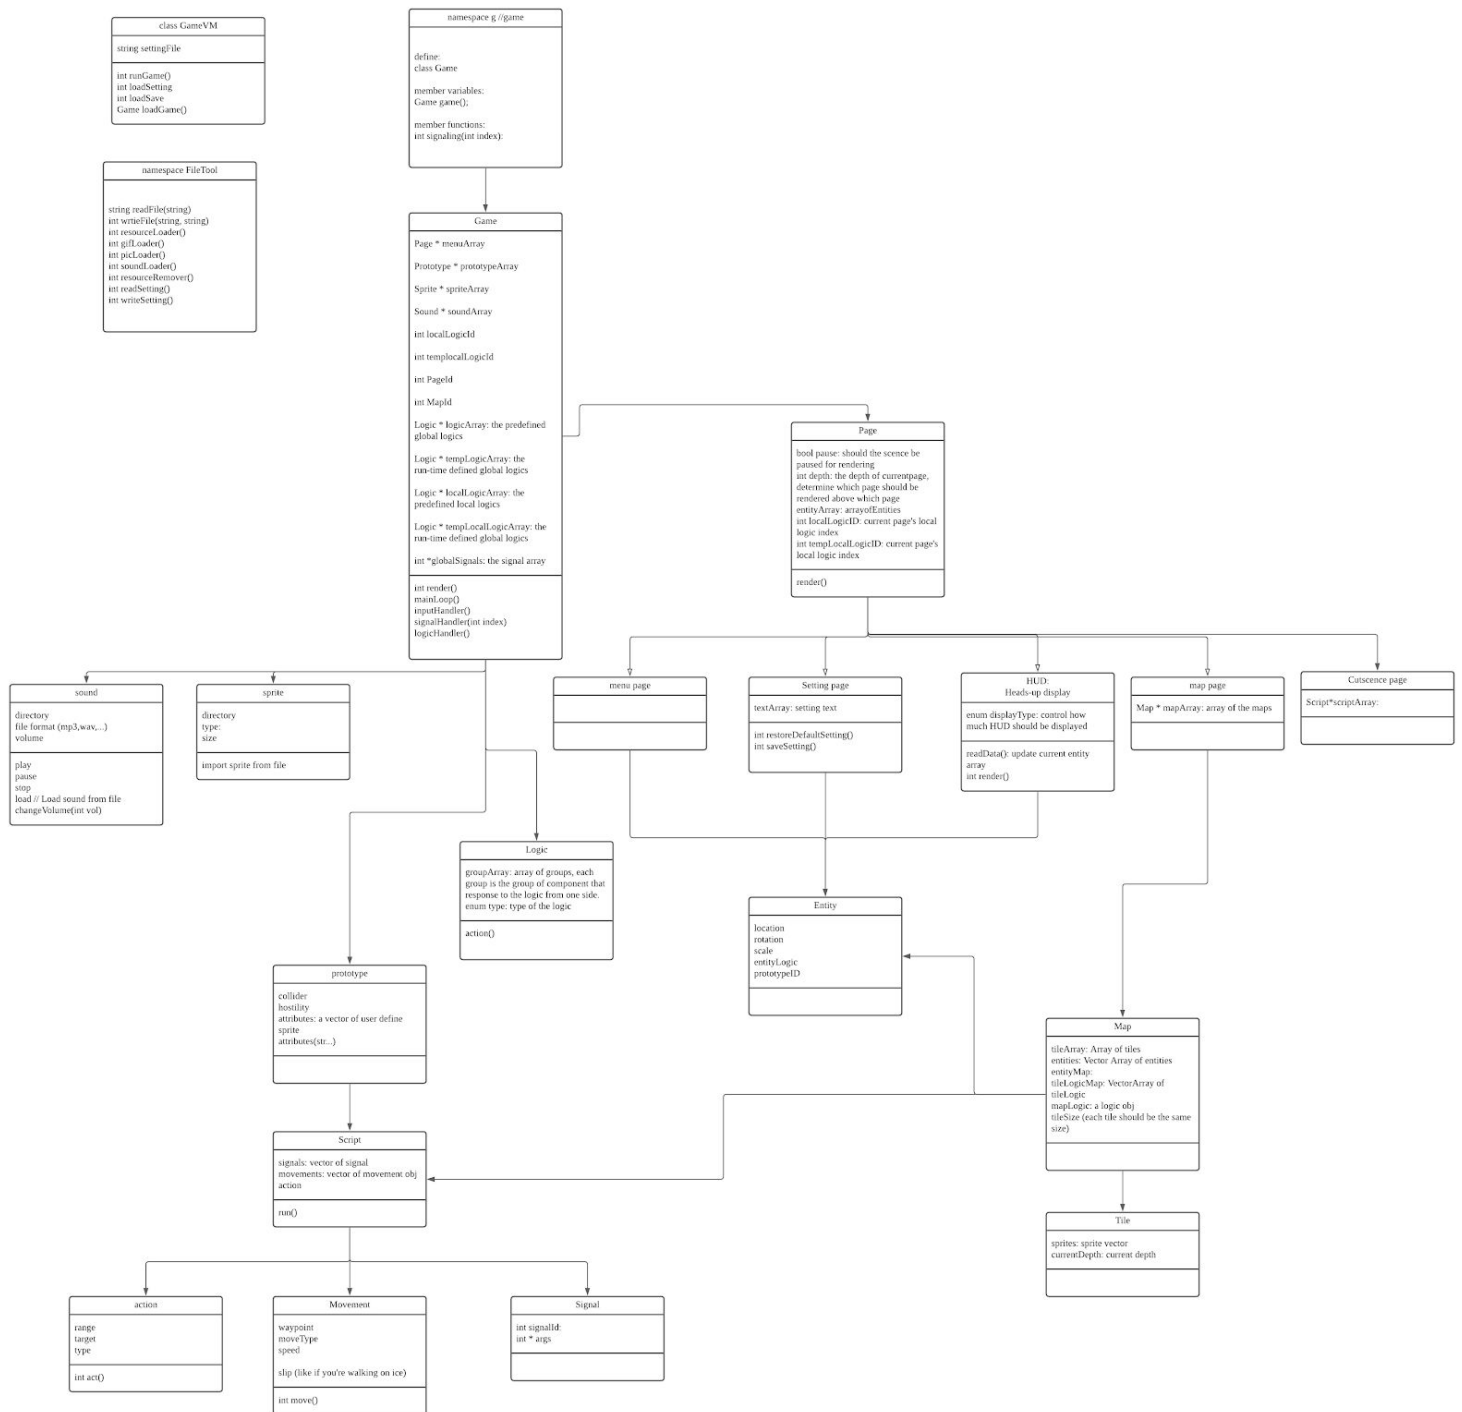 class GameVM
string settingFile
int runGame()
int loadSetting
int loadSave
Game loadGame()
namespace g //game
define:
class Game
member variables:
Game game();
member functions:
int signaling(int index):
namespace FileTool
string readFile(string)
int wrtieFile(string, string)
int resourceLoader()
int gifLoader()
int picLoader()
int soundLoader()
int resourceRemover()
int readSetting()
int writeSetting()
Game
Page * menuArray
Prototype * prototypeArray
Sprite * spriteArray
Sound * soundArray
int localLogicId
int templocalLogicId
int PageId
int MapId
Logic * logicArray: the predefined
global logics
Logic * tempLogicArray: the
run-time defined global logics
Logic * localLogicArray: the
predefined local logics
Logic * tempLocalLogicArray: the
run-time defined global logics
int *globalSignals: the signal array
int render()
mainLoop()
inputHandler()
signalHandler(int index)
logicHandler()
Page
bool pause: should the scence be
paused for rendering
int depth: the depth of currentpage,
determine which page should be
rendered above which page
entityArray: arrayofEntities
int localLogicID: current page's local
logic index
int tempLocalLogicID: current page's
local logic index
render()
sound
directory
file format (mp3,wav,...)
volume
play
pause
stop
load // Load sound from file
changeVolume(int vol)
sprite
directory
type:
size
import sprite from file
menu page
Setting page
textArray: setting text
int restoreDefaultSetting()
int saveSetting()
HUD:
Heads-up display
enum displayType: control how
much HUD should be displayed
readData(): update current entity
array
int render()
map page
Map * mapArray: array of the maps
Cutscence page
Script*scriptArray:
Logic
groupArray: array of groups, each
group is the group of component that
response to the logic from one side.
enum type: type of the logic
action()
Entity
location
rotation
scale
entityLogic
prototypeID
prototype
collider
hostility
attributes: a vector of user define
sprite
attributes(str...)
Map
tileArray: Array of tiles
entities: Vector Array of entities
entityMap:
tileLogicMap: VectorArray of
tileLogic
mapLogic: a logic obj
tileSize (each tile should be the same
size)
Script
signals: vector of signal
movements: vector of movement obj
action
run()
Tile
sprites: sprite vector
currentDepth: current depth
action
range
target
type
int act()
Movement
waypoint
moveType
speed
slip (like if you're walking on ice)
int move()
Signal
int signalId:
int * args